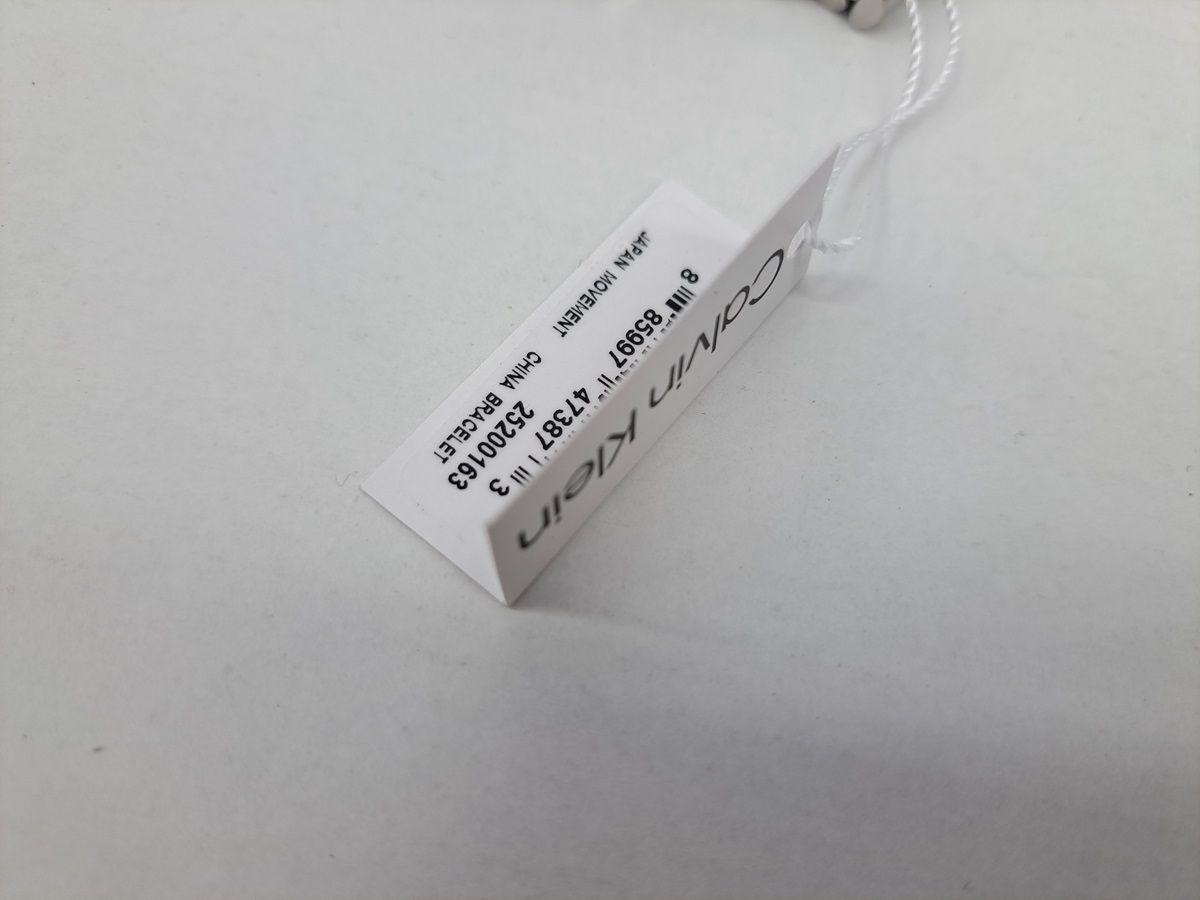 Calvin Klein
8 85997 47387 3
25200163
JAPAN MOVEMENT CHINA BRACELET